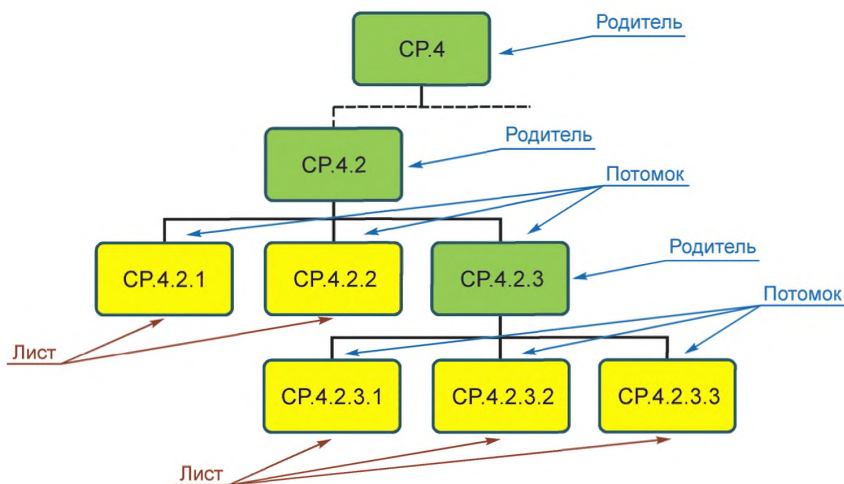 Родитель
СР.4
Родитель
СР.4.2
Потомок
Родитель
СР.4.2.1
СР.4.2.2
СР.4.2.3
Потомок
Лист
СР.4.2.3.1
СР.4.2.3.2
СР.4.2.3.3
Лист